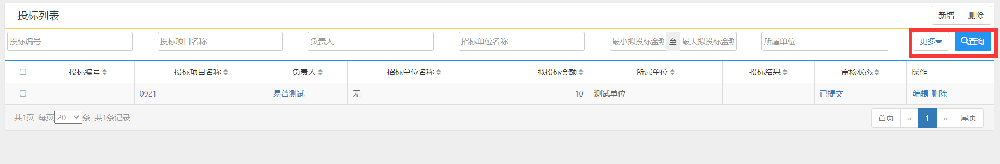 投标列表 新增 删除
投标编号 投标项目名称 负责人 招标单位名称 最小拟投标金额 至 最大拟投标金额 所属单位 更多 查询
投标编号 投标项目名称 负责人 招标单位名称 拟投标金额 所属单位 投标结果 审核状态 操作
0921 易普测试 无 10 测试单位 已提交 编辑 删除
共1页 每页 20 条 共1条记录 首页 « 1 » 尾页